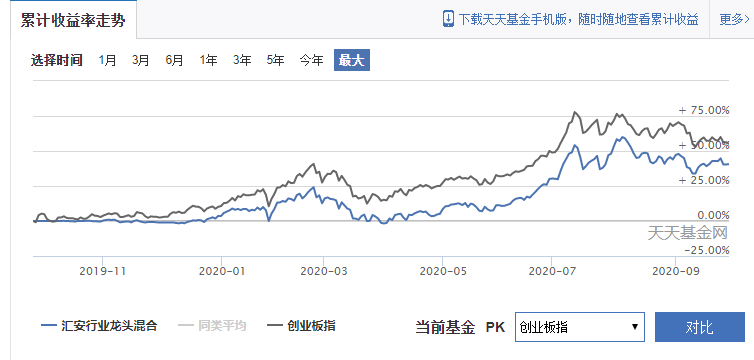 累计收益率走势
下载天天基金手机版，随时随地查看累计收益
更多>
选择时间 1月 3月 6月 1年 3年 5年 今年 最大
+ 75.00%
+ 50.00%
+ 25.00%
0.00%
天天基金网
-25.00%
2019-11 2020-01 2020-03 2020-05 2020-07 2020-09
汇安行业龙头混合 同类平均 创业板指
当前基金 PK 创业板指 对比